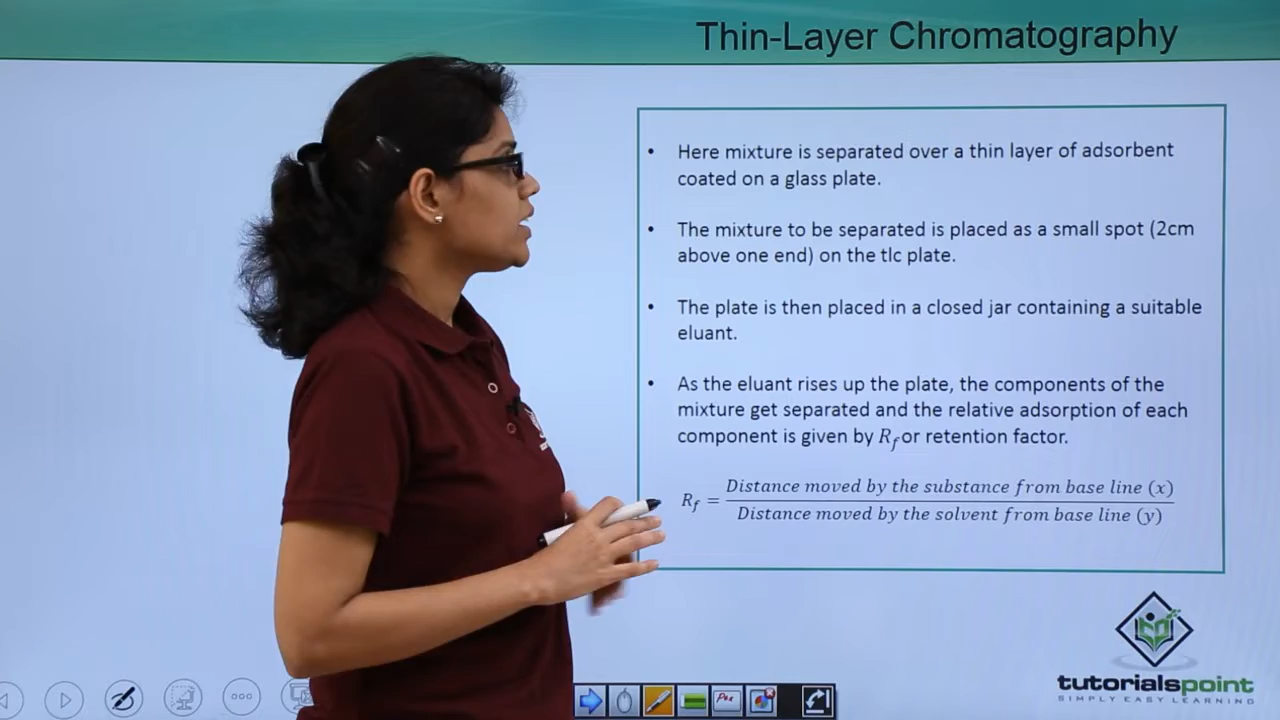 Thin-Layer Chromatography
• Here mixture is separated over a thin layer of adsorbent
coated on a glass plate.
• The mixture to be separated is placed as a small spot (2cm
above one end) on the tlc plate.
• The plate is then placed in a closed jar containing a suitable
eluant.
• As the eluant rises up the plate, the components of the
mixture get separated and the relative adsorption of each
component is given by R_f or retention factor.
R_f = Distance moved by the substance from base line (x)
Distance moved by the solvent from base line (y)
tutorialspoint
SIMPLY EASY LEARNING